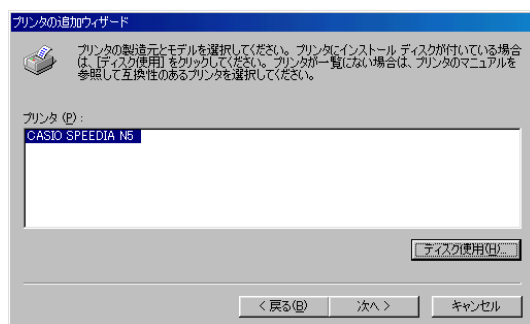 プリンタの追加ウィザード
プリンタの製造元とモデルを選択してください。プリンタにインストール ディスクが付いている場合
は、[ディスク使用] をクリックしてください。プリンタが一覧にない場合は、プリンタのマニュアルを
参照して互換性のあるプリンタを選択してください。
プリンタ (P) :
CASIO SPEEDIA N5
ディスク使用(H)...
< 戻る(B) 次へ > キャンセル